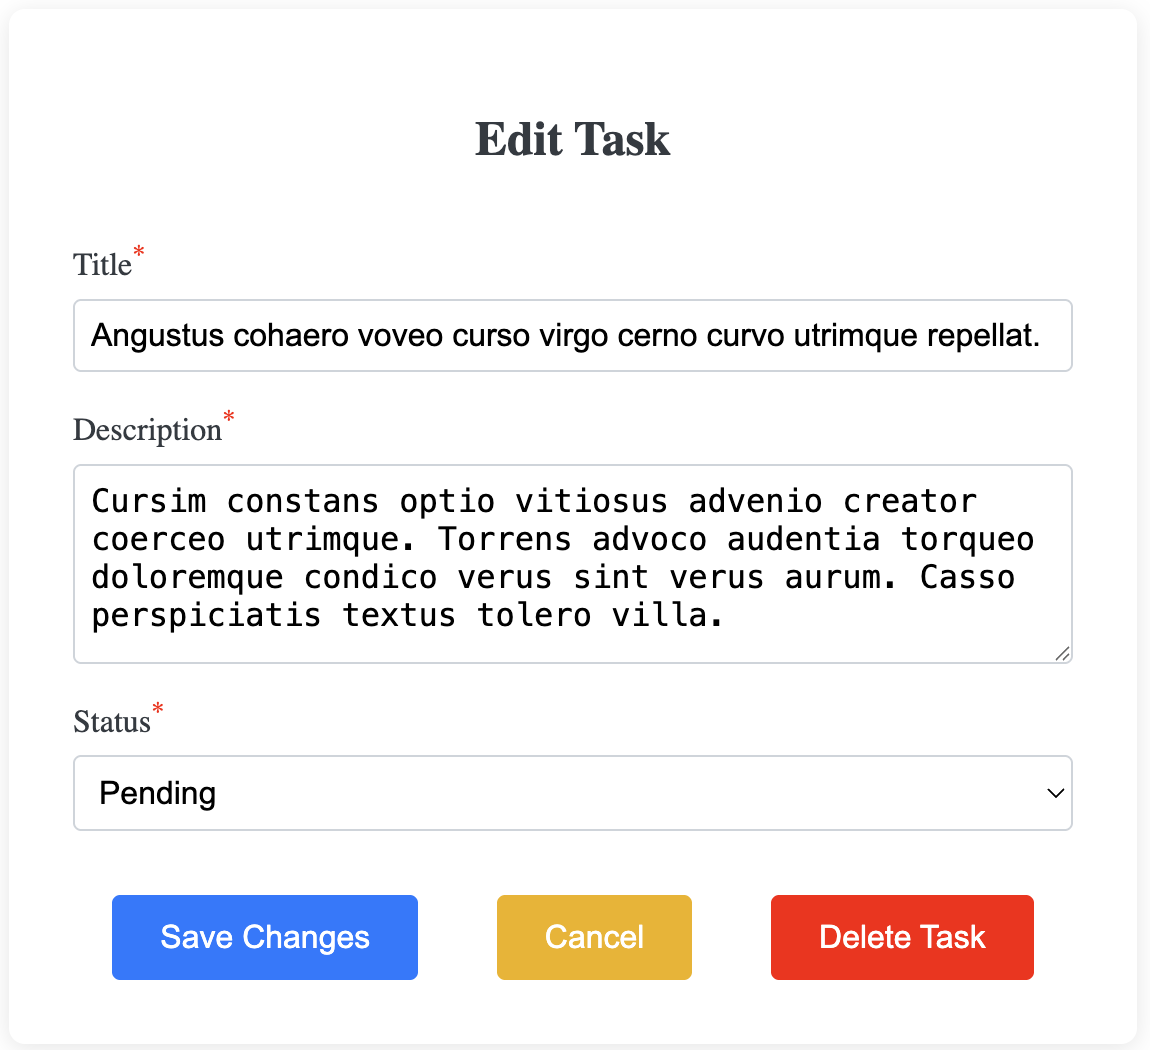 Edit Task
Title*
Angustus cohaero voveo curso virgo cerno curvo utrimque repellat.
Description*
Cursim constans optio vitiosus advenio creator
coerceo utrimque. Torrens advoco audentia torqueo
doloremque condico verus sint verus aurum. Casso
perspiciatis textus tolero villa.
Status*
Pending
Save Changes
Cancel
Delete Task